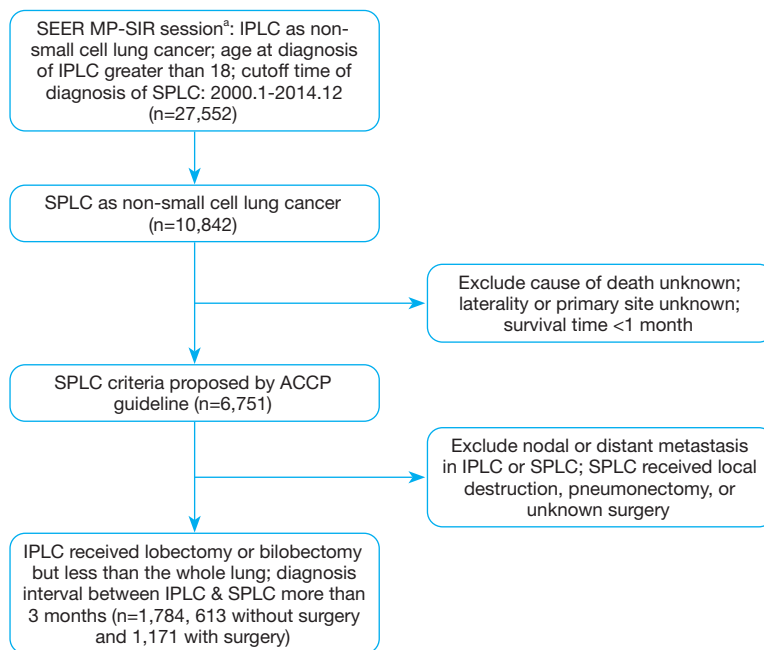 SEER MP-SIR sessionª: IPLC as non-
small cell lung cancer; age at diagnosis
of IPLC greater than 18; cutoff time of
diagnosis of SPLC: 2000.1-2014.12
(n=27,552)
SPLC as non-small cell lung cancer
(n=10,842)
Exclude cause of death unknown;
laterality or primary site unknown;
survival time <1 month
SPLC criteria proposed by ACCP
guideline (n=6,751)
Exclude nodal or distant metastasis
in IPLC or SPLC; SPLC received local
destruction, pneumonectomy, or
unknown surgery
IPLC received lobectomy or bilobectomy
but less than the whole lung; diagnosis
interval between IPLC & SPLC more than
3 months (n=1,784, 613 without surgery
and 1,171 with surgery)